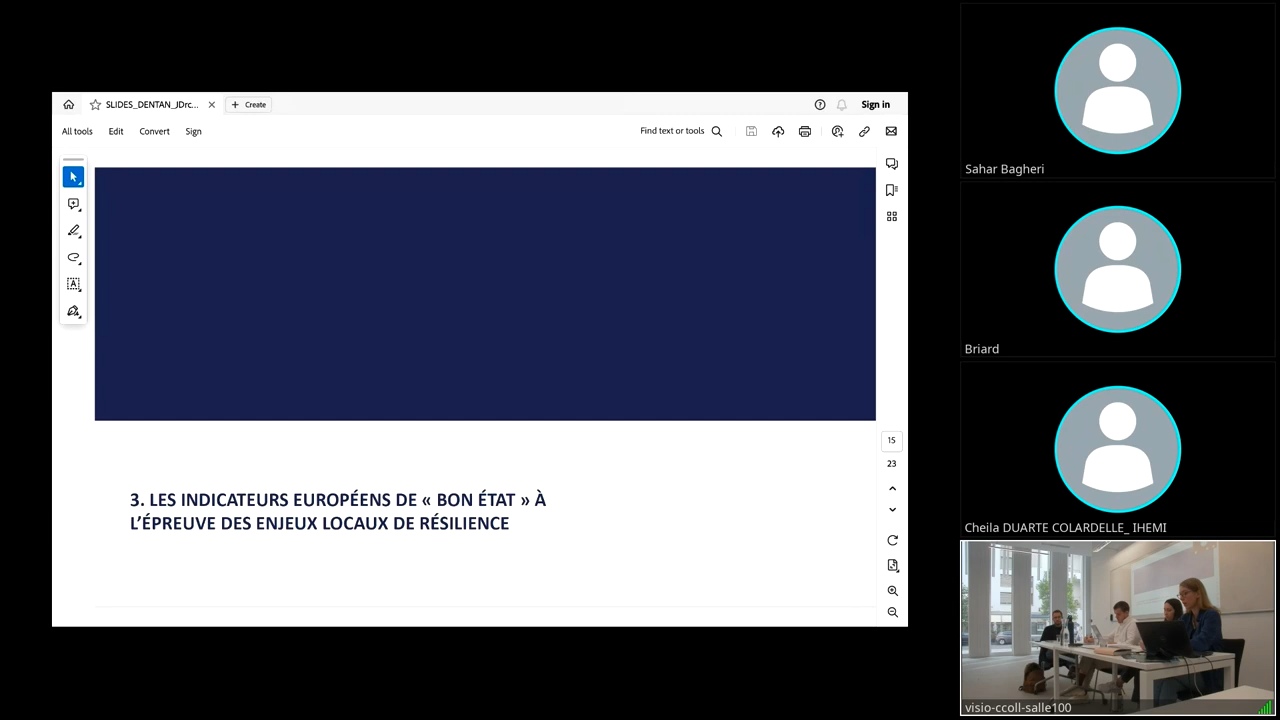 SLIDES_DENTAN_JDrc...
Create
Sign in
All tools
Edit
Convert
Sign
Find text or tools
15
23
3. LES INDICATEURS EUROPÉENS DE « BON ÉTAT » À
L'ÉPREUVE DES ENJEUX LOCAUX DE RÉSILIENCE
Sahar Bagheri
Briard
Cheila DUARTE COLARDELLE_ IHEMI
visio-ccoll-salle100